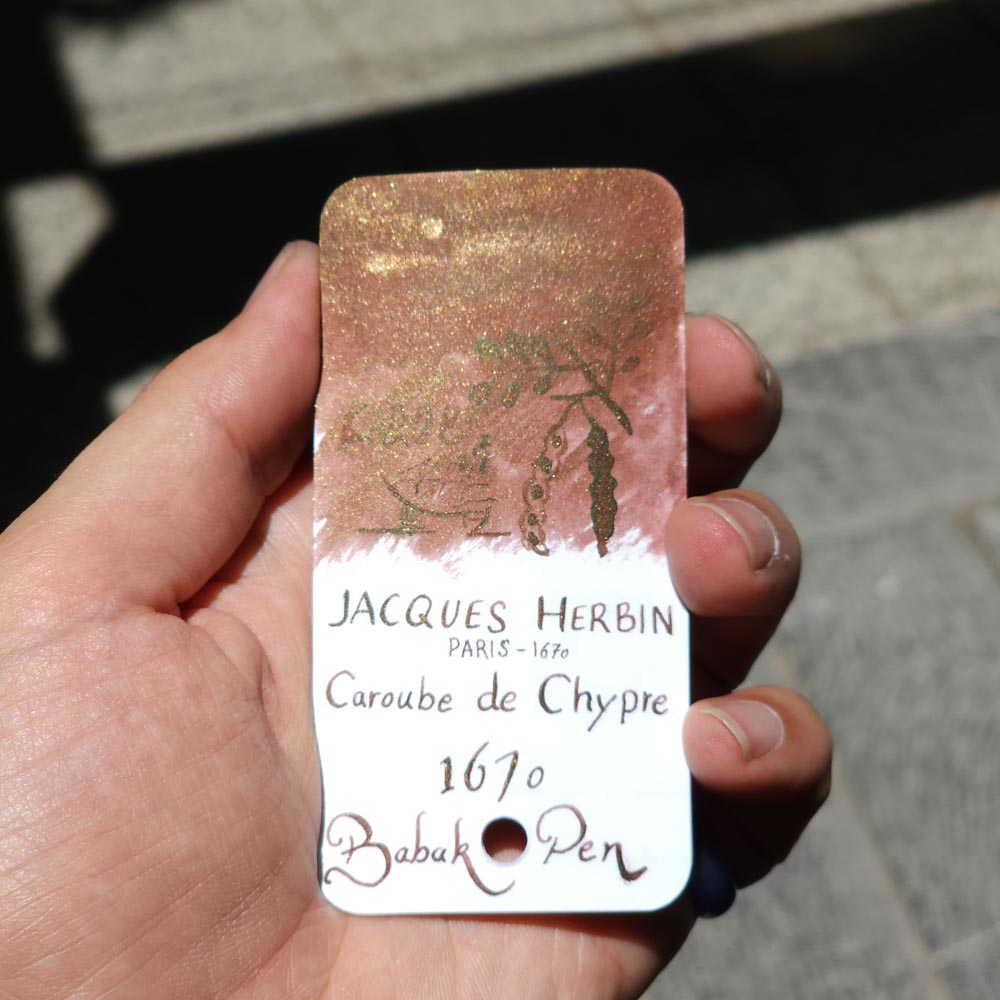 JACQUES HERBIN
PARIS - 1670
Caroube de Chypre
1670
Babak Pen